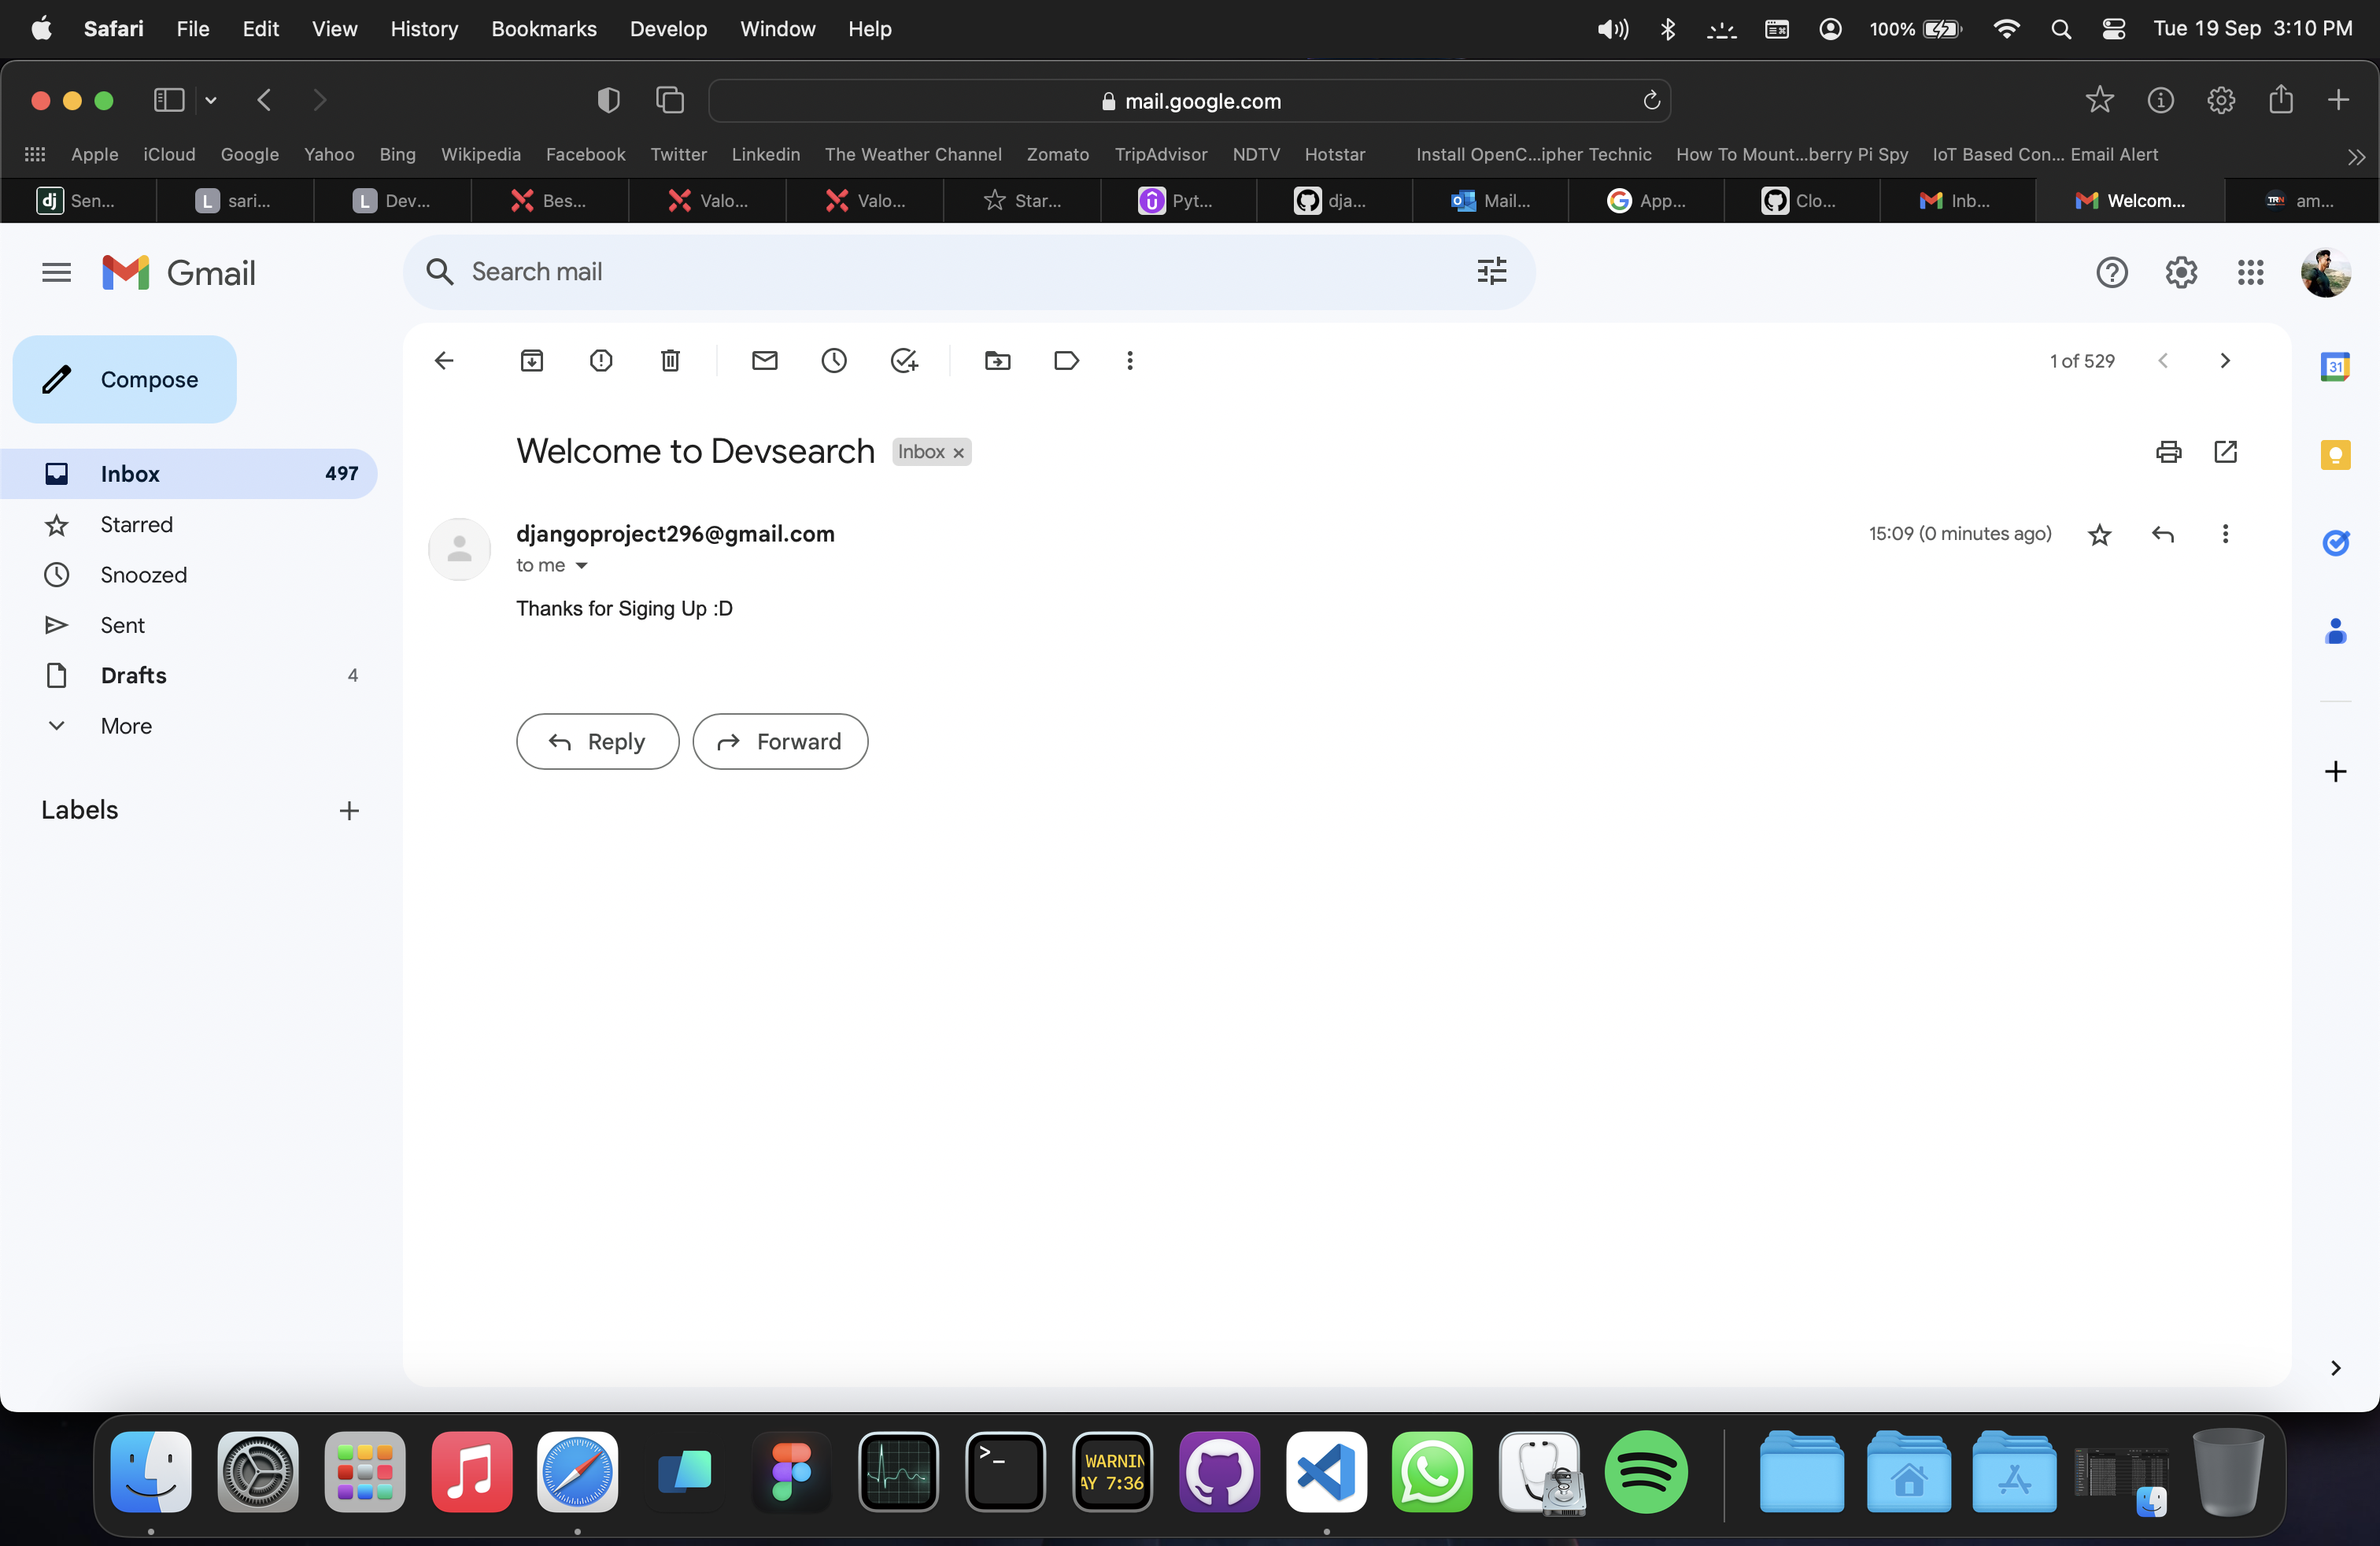 Safari File Edit View History Bookmarks Develop Window Help 100% Tue 19 Sep 3:10 PM
mail.google.com
Apple iCloud Google Yahoo Bing Wikipedia Facebook Twitter Linkedin The Weather Channel Zomato TripAdvisor NDTV Hotstar Install OpenC...ipher Technic How To Mount...berry Pi Spy IoT Based Con... Email Alert
dj Sen... L sari... L Dev... Bes... Valo... Valo... Star... Pyt... dja... Mail... App... Clo... Inb... Welcom... TRN am...
Gmail Search mail
Compose
1 of 529
31
Welcome to Devsearch Inbox ×
Inbox 497
Starred
djangoproject296@gmail.com 15:09 (0 minutes ago)
to me
Snoozed
Thanks for Siging Up :D
Sent
Drafts 4
More
Reply Forward
Labels
>_
WARNIN
AY 7:36